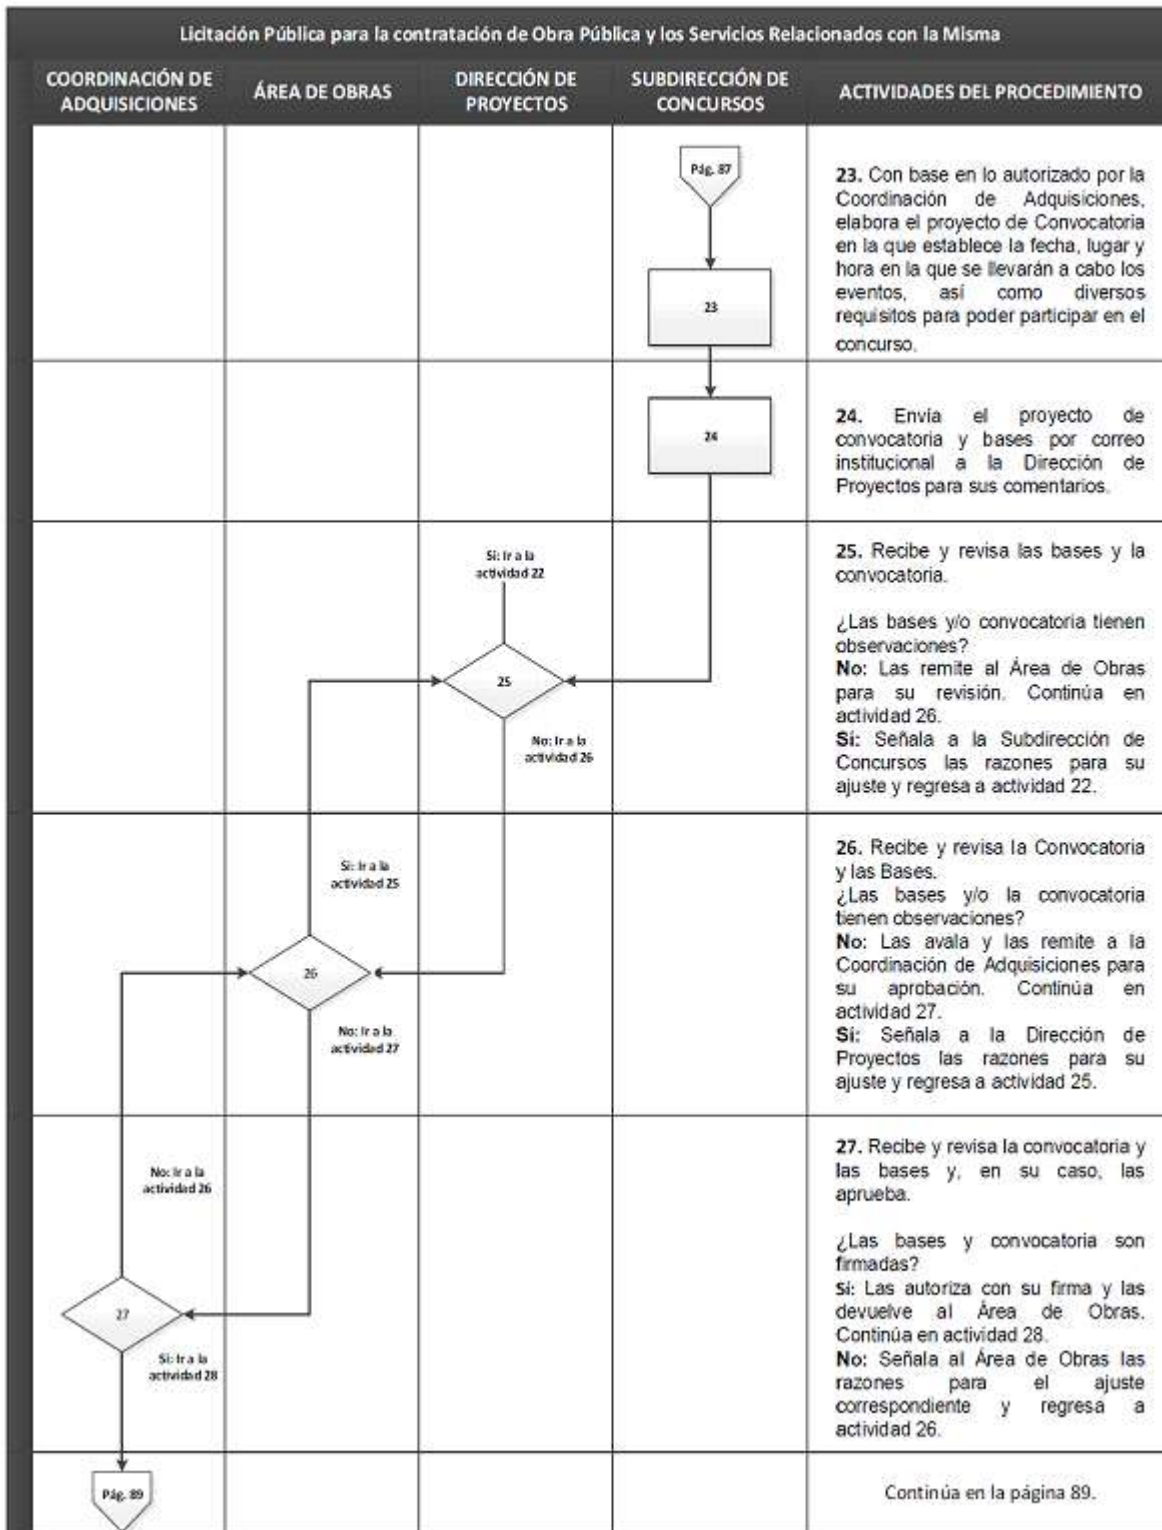 Licitación Pública para la contratación de Obra Pública y los Servicios Relacionados con la Misma
COORDINACIÓN DE
ADQUISICIONES
ÁREA DE OBRAS
DIRECCIÓN DE
PROYECTOS
SUBDIRECCIÓN DE
CONCURSOS
ACTIVIDADES DEL PROCEDIMIENTO
Pág. 87
23
23. Con base en lo autorizado por la
Coordinación de Adquisiciones,
elabora el proyecto de Convocatoria
en la que establece la fecha, lugar y
hora en la que se llevarán a cabo los
eventos, así como diversos
requisitos para poder participar en el
concurso.
24
24. Envía el proyecto de
convocatoria y bases por correo
institucional a la Dirección de
Proyectos para sus comentarios.
Si: Ir a la
actividad 22
25
No: Ir a la
actividad 26
25. Recibe y revisa las bases y la
convocatoria.
¿Las bases y/o convocatoria tienen
observaciones?
No: Las remite al Área de Obras
para su revisión. Continúa en
actividad 26.
Sí: Señala a la Subdirección de
Concursos las razones para su
ajuste y regresa a actividad 22.
Si: Ir a la
actividad 25
26
No: Ir a la
actividad 27
26. Recibe y revisa la Convocatoria
y las Bases.
¿Las bases y/o la convocatoria
tienen observaciones?
No: Las avala y las remite a la
Coordinación de Adquisiciones para
su aprobación. Continúa en
actividad 27.
Sí: Señala a la Dirección de
Proyectos las razones para su
ajuste y regresa a actividad 25.
No: Ir a la
actividad 26
27
Si: Ir a la
actividad 28
27. Recibe y revisa la convocatoria y
las bases y, en su caso, las
aprueba.
¿Las bases y convocatoria son
firmadas?
Sí: Las autoriza con su firma y las
devuelve al Área de Obras.
Continúa en actividad 28.
No: Señala al Área de Obras las
razones para el ajuste
correspondiente y regresa a
actividad 26.
Pág. 89
Continúa en la página 89.